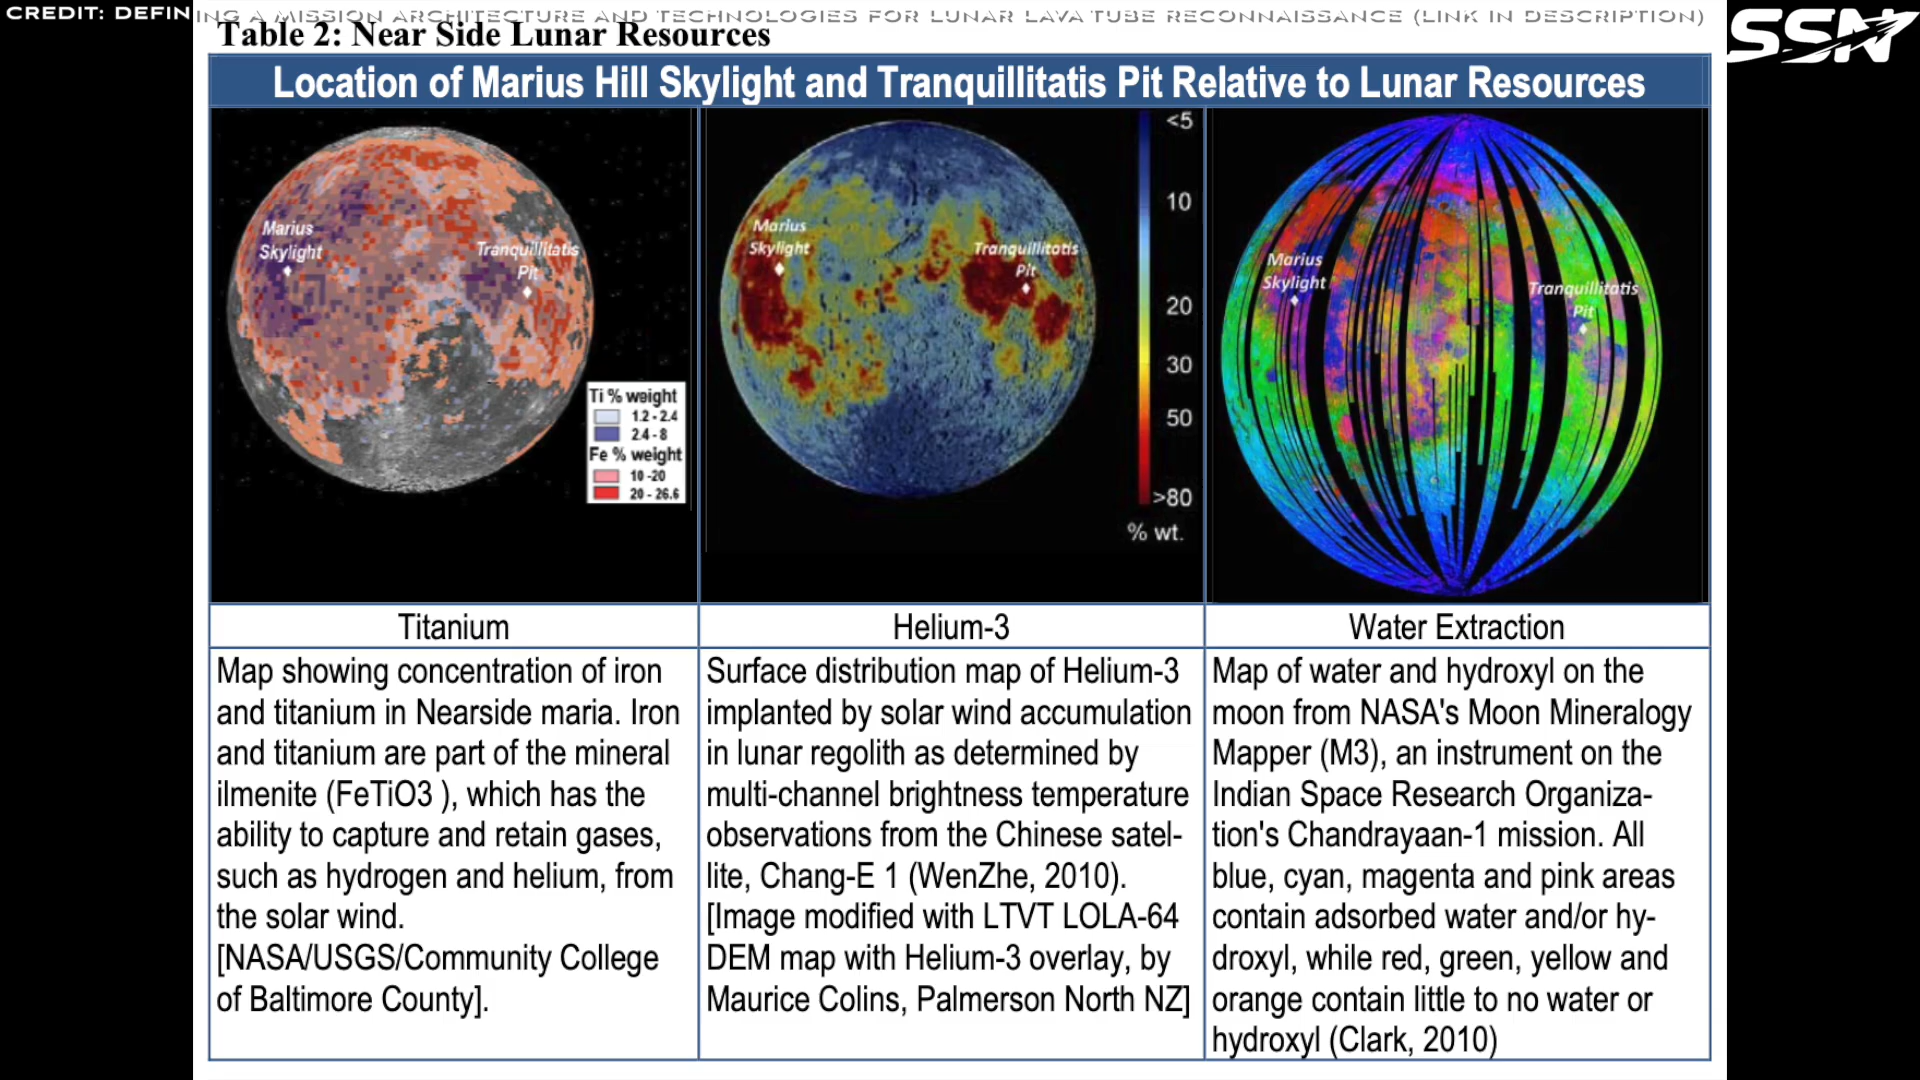 CREDIT: DEFINING A MISSION ARCHITECTURE AND TECHNOLOGIES FOR LUNAR LAVA TUBE RECONNAISSANCE (LINK IN DESCRIPTION)
SSN
Table 2: Near Side Lunar Resources
Location of Marius Hill Skylight and Tranquillitatis Pit Relative to Lunar Resources
Marius
Skylight
Tranquillitatis
Pit
Ti % weight
1.2 - 2.4
2.4 - 8
Fe % weight
10 -20
20 - 26.6
Marius
Skylight
Tranquillitatis
Pit
<5
10
20
30
50
>80
% wt.
Marius
Skylight
Tranquillitatis
Pit
Titanium
Map showing concentration of iron
and titanium in Nearside maria. Iron
and titanium are part of the mineral
ilmenite (FeTiO3 ), which has the
ability to capture and retain gases,
such as hydrogen and helium, from
the solar wind.
[NASA/USGS/Community College
of Baltimore County].
Helium-3
Surface distribution map of Helium-3
implanted by solar wind accumulation
in lunar regolith as determined by
multi-channel brightness temperature
observations from the Chinese satel-
lite, Chang-E 1 (WenZhe, 2010).
[Image modified with LTVT LOLA-64
DEM map with Helium-3 overlay, by
Maurice Colins, Palmerson North NZ]
Water Extraction
Map of water and hydroxyl on the
moon from NASA's Moon Mineralogy
Mapper (M3), an instrument on the
Indian Space Research Organiza-
tion's Chandrayaan-1 mission. All
blue, cyan, magenta and pink areas
contain adsorbed water and/or hy-
droxyl, while red, green, yellow and
orange contain little to no water or
hydroxyl (Clark, 2010)